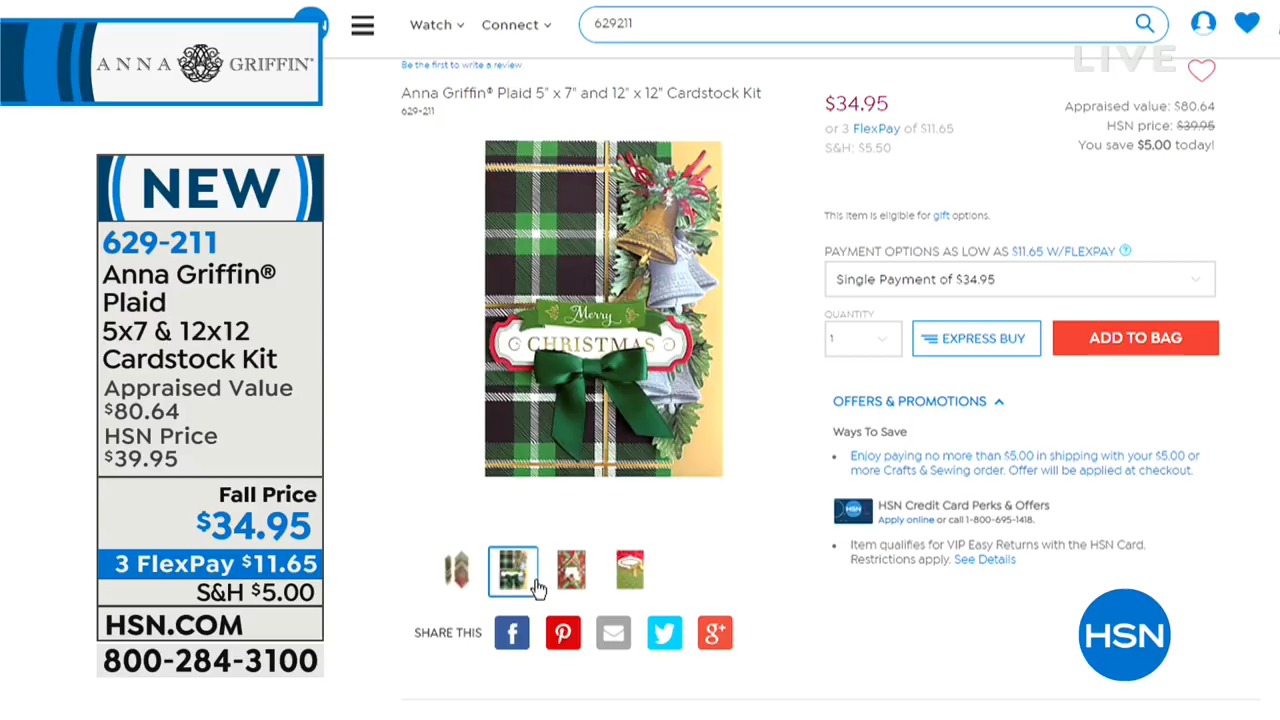 ANNA GRIFFIN®
NEW
629-211
Anna Griffin®
Plaid
5x7 & 12x12
Cardstock Kit
Appraised Value
$80.64
HSN Price
$39.95
Fall Price
$34.95
3 FlexPay $11.65
S&H $5.00
HSN.COM
800-284-3100
Watch
Connect
629211
LIVE
Be the first to write a review
Anna Griffin® Plaid 5" x 7" and 12" x 12" Cardstock Kit
629-211
Merry
CHRISTMAS
SHARE THIS
f
g+
$34.95
or 3 FlexPay of $11.65
S&H: $5.50
Appraised value: $80.64
HSN price: $39.95
You save $5.00 today!
This item is eligible for gift options.
PAYMENT OPTIONS AS LOW AS $11.65 W/FLEXPAY ?
Single Payment of $34.95
QUANTITY
1
EXPRESS BUY
ADD TO BAG
OFFERS & PROMOTIONS
Ways To Save
• Enjoy paying no more than $5.00 in shipping with your $5.00 or
more Crafts & Sewing order. Offer will be applied at checkout.
HSN
HSN Credit Card Perks & Offers
Apply online or call 1-800-695-1418.
• Item qualifies for VIP Easy Returns with the HSN Card.
Restrictions apply. See Details
HSN